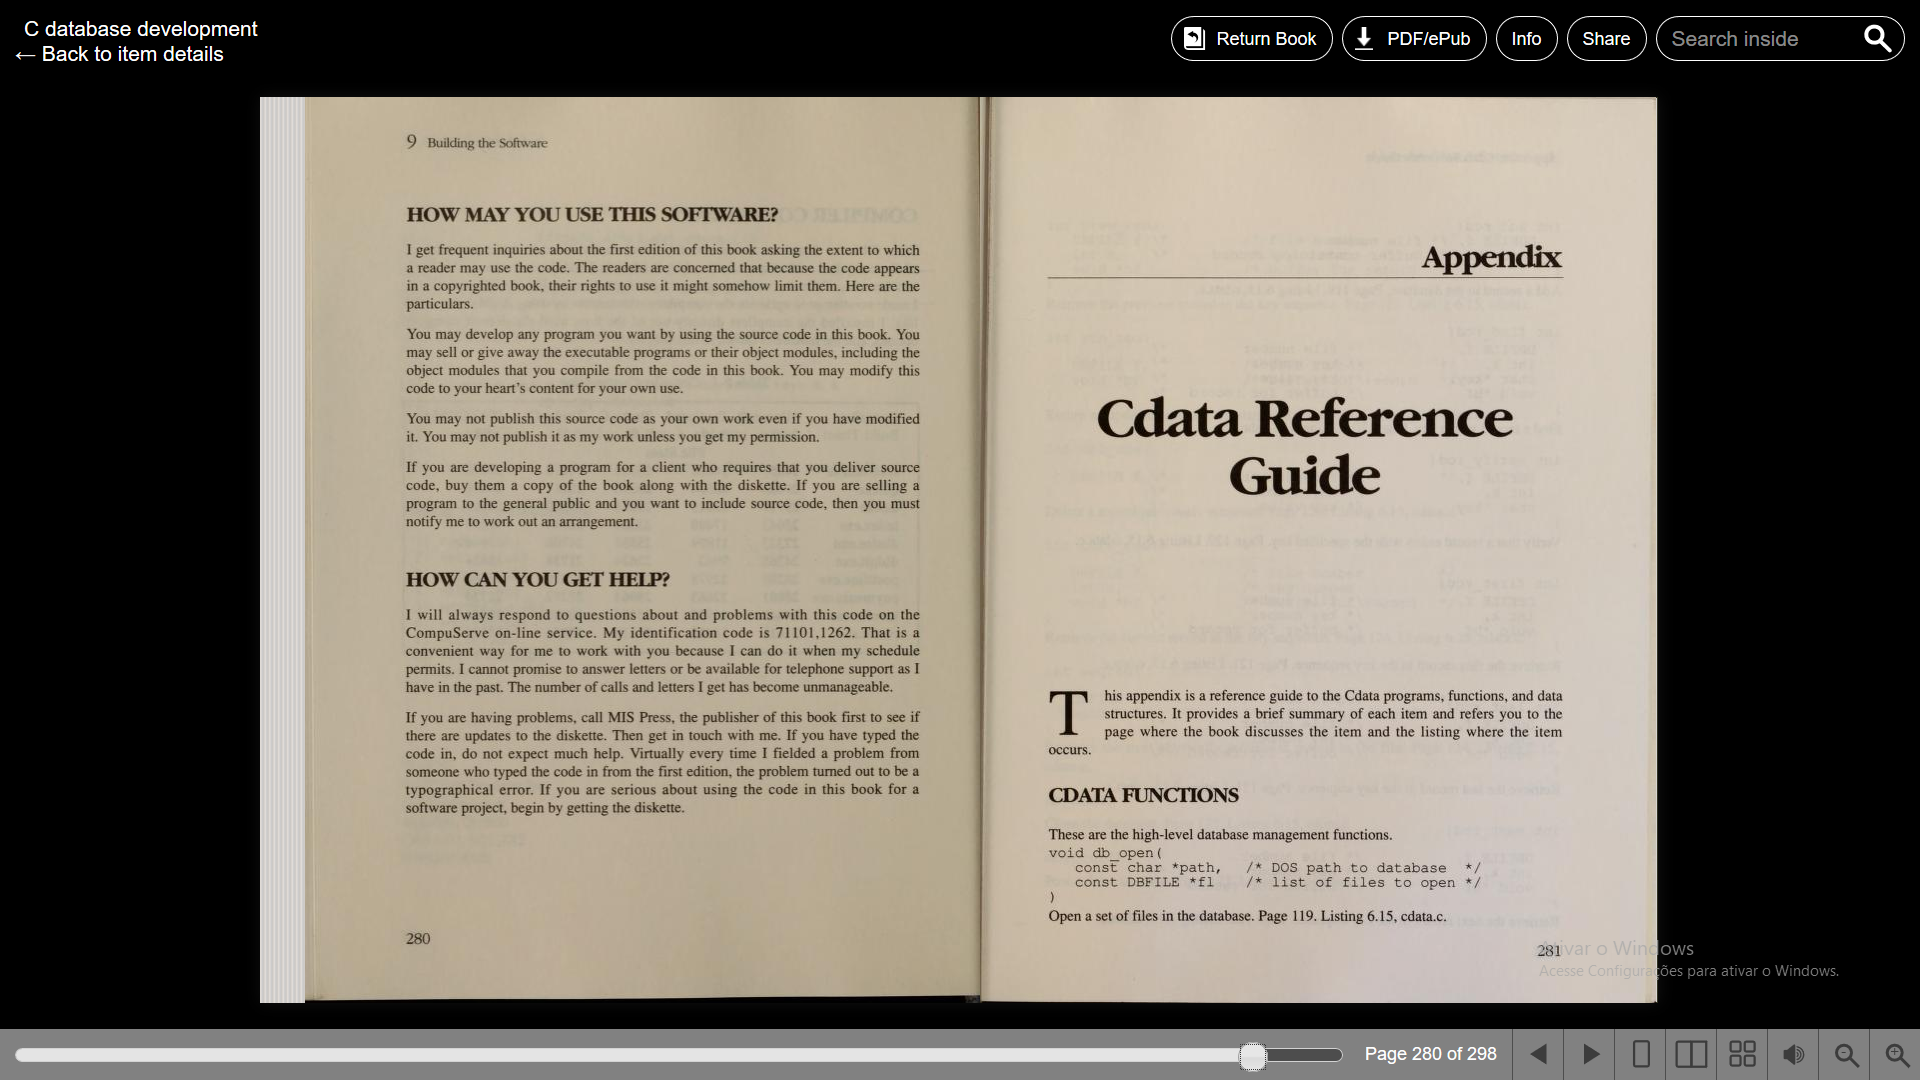 C database development
← Back to item details
Return Book
PDF/ePub
Info
Share
Search inside
9 Building the Software
HOW MAY YOU USE THIS SOFTWARE?
I get frequent inquiries about the first edition of this book asking the extent to which
a reader may use the code. The readers are concerned that because the code appears
in a copyrighted book, their rights to use it might somehow limit them. Here are the
particulars.
You may develop any program you want by using the source code in this book. You
may sell or give away the executable programs or their object modules, including the
object modules that you compile from the code in this book. You may modify this
code to your heart's content for your own use.
You may not publish this source code as your own work even if you have modified
it. You may not publish it as my work unless you get my permission.
If you are developing a program for a client who requires that you deliver source
code, buy them a copy of the book along with the diskette. If you are selling a
program to the general public and you want to include source code, then you must
notify me to work out an arrangement.
HOW CAN YOU GET HELP?
I will always respond to questions about and problems with this code on the
CompuServe on-line service. My identification code is 71101,1262. That is a
convenient way for me to work with you because I can do it when my schedule
permits. I cannot promise to answer letters or be available for telephone support as I
have in the past. The number of calls and letters I get has become unmanageable.
If you are having problems, call MIS Press, the publisher of this book first to see if
there are updates to the diskette. Then get in touch with me. If you have typed the
code in, do not expect much help. Virtually every time I fielded a problem from
someone who typed the code in from the first edition, the problem turned out to be a
typographical error. If you are serious about using the code in this book for a
software project, begin by getting the diskette.
280
Appendix
Cdata Reference
Guide
This appendix is a reference guide to the Cdata programs, functions, and data
structures. It provides a brief summary of each item and refers you to the
page where the book discusses the item and the listing where the item
occurs.
CDATA FUNCTIONS
These are the high-level database management functions.
void db_open(
const char *path, /* DOS path to database */
const DBFILE *fl /* list of files to open */
)
Open a set of files in the database. Page 119. Listing 6.15, cdata.c.
281
Ativar o Windows
Acesse Configurações para ativar o Windows.
Page 280 of 298